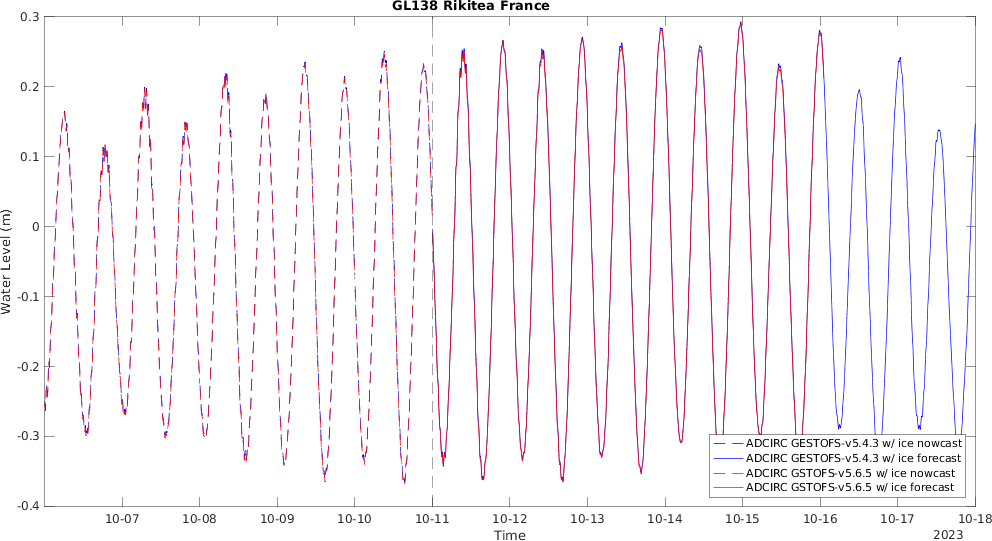 GL138 Rikitea France
0.3
0.2
0.1
0
-0.1
-0.2
-0.3
-0.4
Water Level (m)
ADCIRC GESTOFS-v5.4.3 w/ ice nowcast
ADCIRC GESTOFS-v5.4.3 w/ ice forecast
ADCIRC GSTOFS-v5.6.5 w/ ice nowcast
ADCIRC GSTOFS-v5.6.5 w/ ice forecast
10-07 10-08 10-09 10-10 10-11 10-12 10-13 10-14 10-15 10-16 10-17 10-18
Time
2023